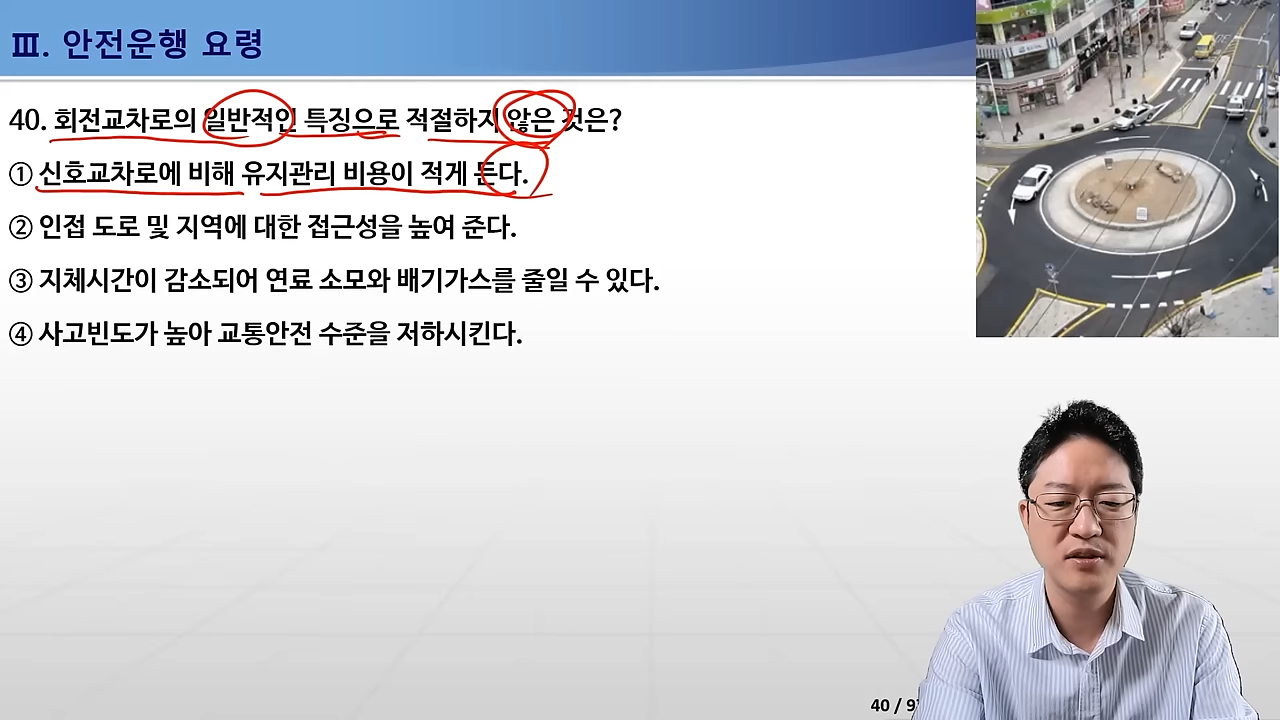 Ⅲ. 안전운행 요령
40. 회전교차로의 일반적인 특징으로 적절하지 않은 것은?
① 신호교차로에 비해 유지관리 비용이 적게 든다.
② 인접 도로 및 지역에 대한 접근성을 높여 준다.
③ 지체시간이 감소되어 연료 소모와 배기가스를 줄일 수 있다.
④ 사고빈도가 높아 교통안전 수준을 저하시킨다.
40 /